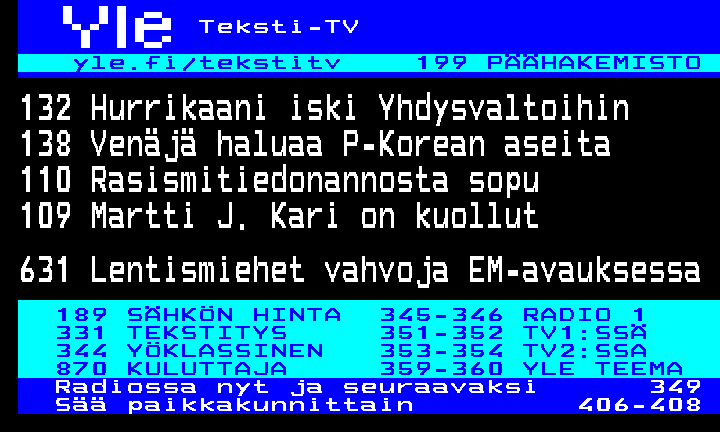 Yle Teksti-TV
yle.fi/tekstitv 199 PÄÄHAKEMISTO
132 Hurrikaani iski Yhdysvaltoihin
138 Venäjä haluaa P-Korean aseita
110 Rasismitiedonannosta sopu
109 Martti J. Kari on kuollut
631 Lentismiehet vahvoja EM-avauksessa
189 SÄHKÖN HINTA 345-346 RADIO 1
331 TEKSTITYS 351-352 TV1:SSÄ
344 YÖKLASSINEN 353-354 TV2:SSA
870 KULUTTAJA 359-360 YLE TEEMA
Radiossa nyt ja seuraavaksi 349
Sää paikkakunnittain 406-408